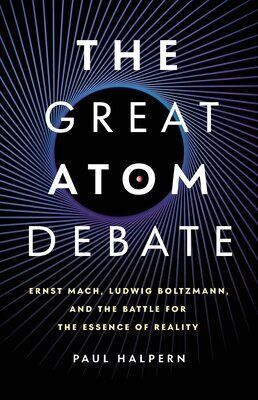 THE
GREAT
ATOM
DEBATE
ERNST MACH, LUDWIG BOLTZMANN,
AND THE BATTLE FOR
THE ESSENCE OF REALITY
PAUL HALPERN